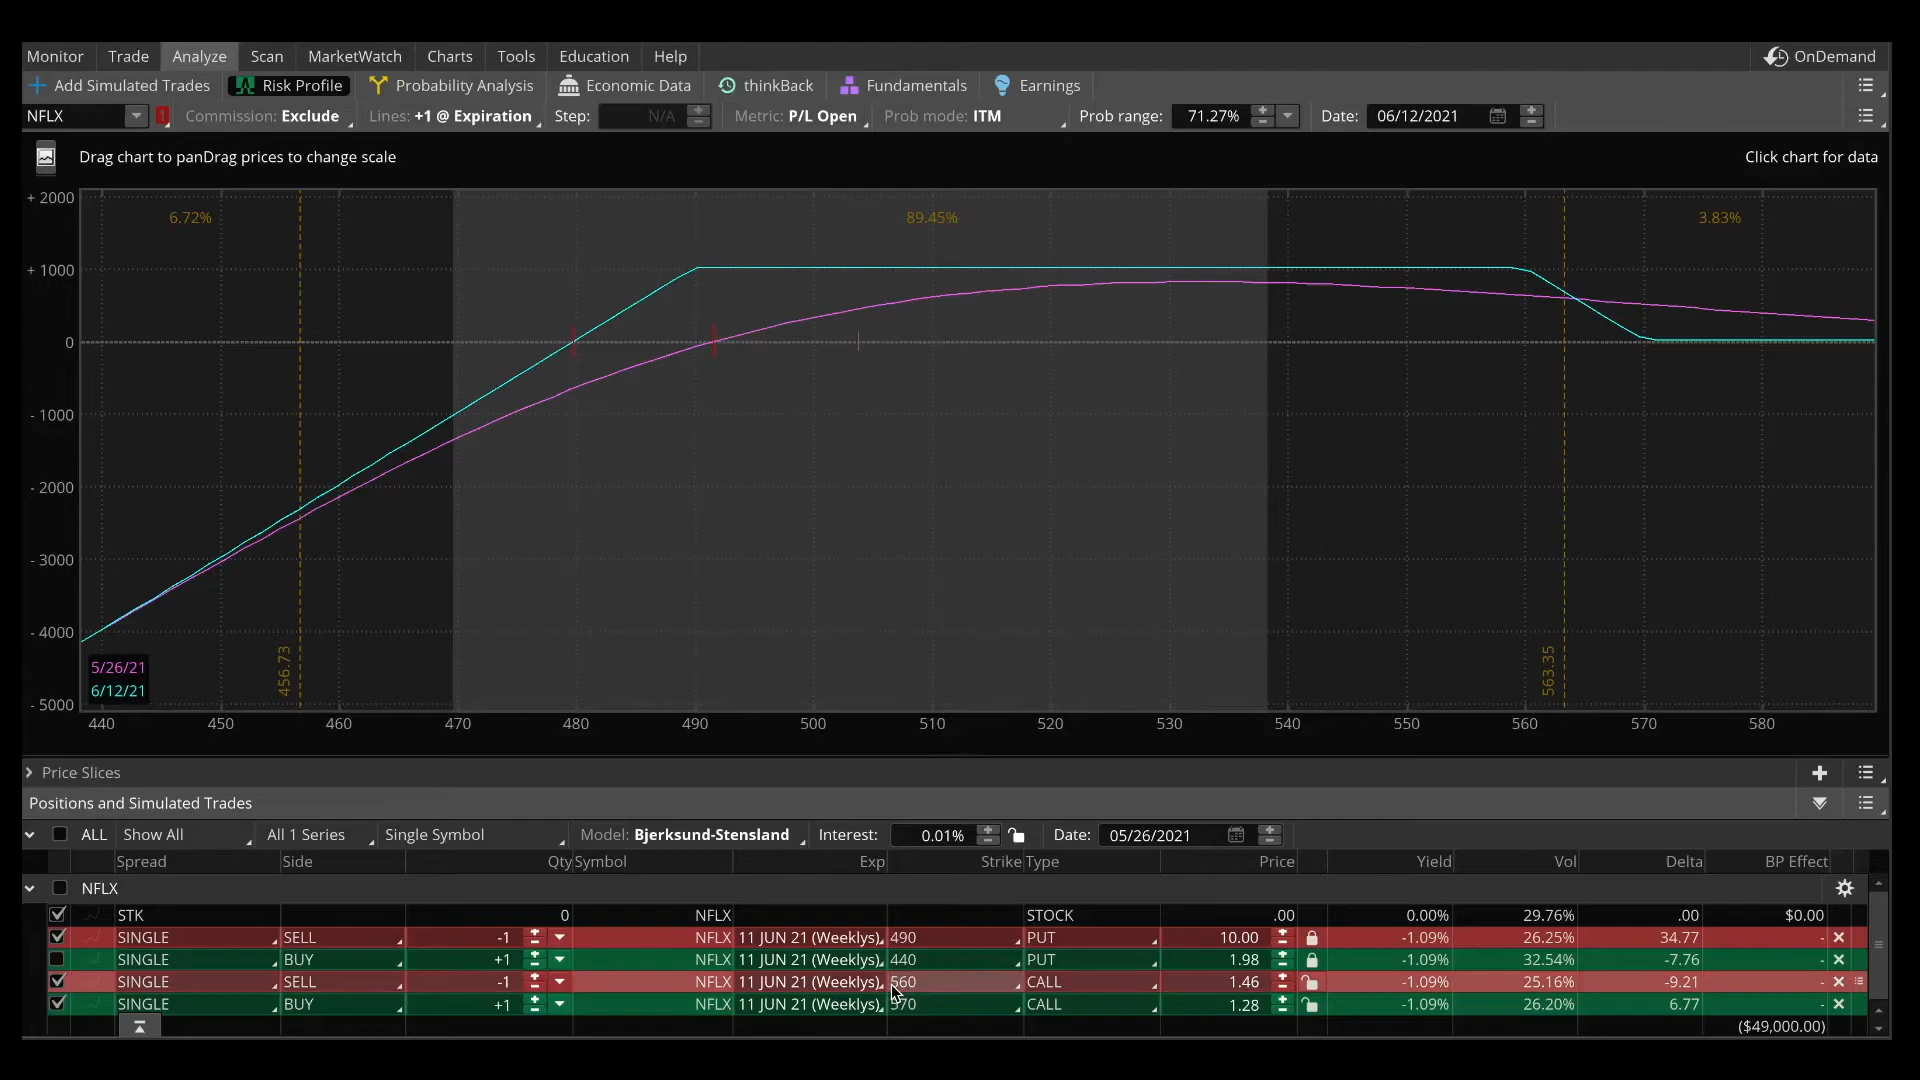 Monitor Trade Analyze Scan MarketWatch Charts Tools Education Help OnDemand
Add Simulated Trades Risk Profile Probability Analysis Economic Data thinkBack Fundamentals Earnings
NFLX 1 Commission: Exclude Lines: +1 @ Expiration Step: N/A Metric: P/L Open Prob mode: ITM Prob range: 71.27% Date: 06/12/2021
Drag chart to panDrag prices to change scale Click chart for data
+ 2000
6.72% 89.45% 3.83%
+ 1000
0
- 1000
- 2000
- 3000
- 4000
456.73 563.35
5/26/21
6/12/21
- 5000
440 450 460 470 480 490 500 510 520 530 540 550 560 570 580
Price Slices
Positions and Simulated Trades
ALL Show All All 1 Series Single Symbol Model: Bjerksund-Stensland Interest: 0.01% Date: 05/26/2021
Spread Side Qty Symbol Exp Strike Type Price Yield Vol Delta BP Effect
NFLX
STK 0 NFLX STOCK .00 0.00% 29.76% .00 $0.00
SINGLE SELL -1 NFLX 11 JUN 21 (Weeklys) 490 PUT 10.00 -1.09% 26.25% 34.77 -
SINGLE BUY +1 NFLX 11 JUN 21 (Weeklys) 440 PUT 1.98 -1.09% 32.54% -7.76 -
SINGLE SELL -1 NFLX 11 JUN 21 (Weeklys) 560 CALL 1.46 -1.09% 25.16% -9.21 -
SINGLE BUY +1 NFLX 11 JUN 21 (Weeklys) 570 CALL 1.28 -1.09% 26.20% 6.77 -
($49,000.00)